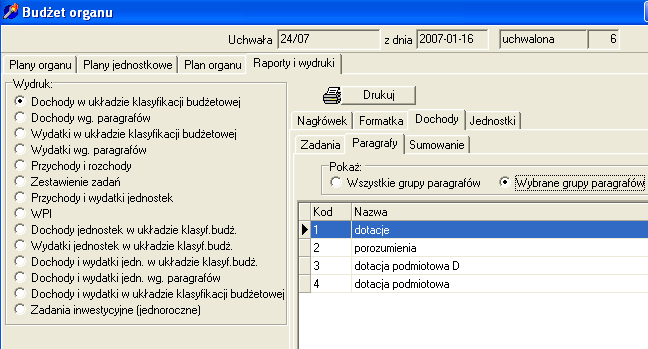 Budżet organu
Uchwała 24/07 z dnia 2007-01-16 uchwalona 6
Plany organu Plany jednostkowe Plan organu Raporty i wydruki
Wydruk:
Dochody w układzie klasyfikacji budżetowej
Dochody wg. paragrafów
Wydatki w układzie klasyfikacji budżetowej
Wydatki wg. paragrafów
Przychody i rozchody
Zestawienie zadań
Przychody i wydatki jednostek
WPI
Dochody jednostek w układzie klasyf.budż.
Wydatki jednostek w układzie klasyf.budż.
Dochody i wydatki jedn. w układzie klasyf.budż.
Dochody i wydatki jedn. wg. paragrafów
Dochody i wydatki w układzie klasyfikacji budżetowej
Zadania inwestycyjne (jednoroczne)
Drukuj
Nagłówek Formatka Dochody Jednostki
Zadania Paragrafy Sumowanie
Pokaż:
Wszystkie grupy paragrafów Wybrane grupy paragrafów
Kod Nazwa
1 dotacje
2 porozumienia
3 dotacja podmiotowa D
4 dotacja podmiotowa